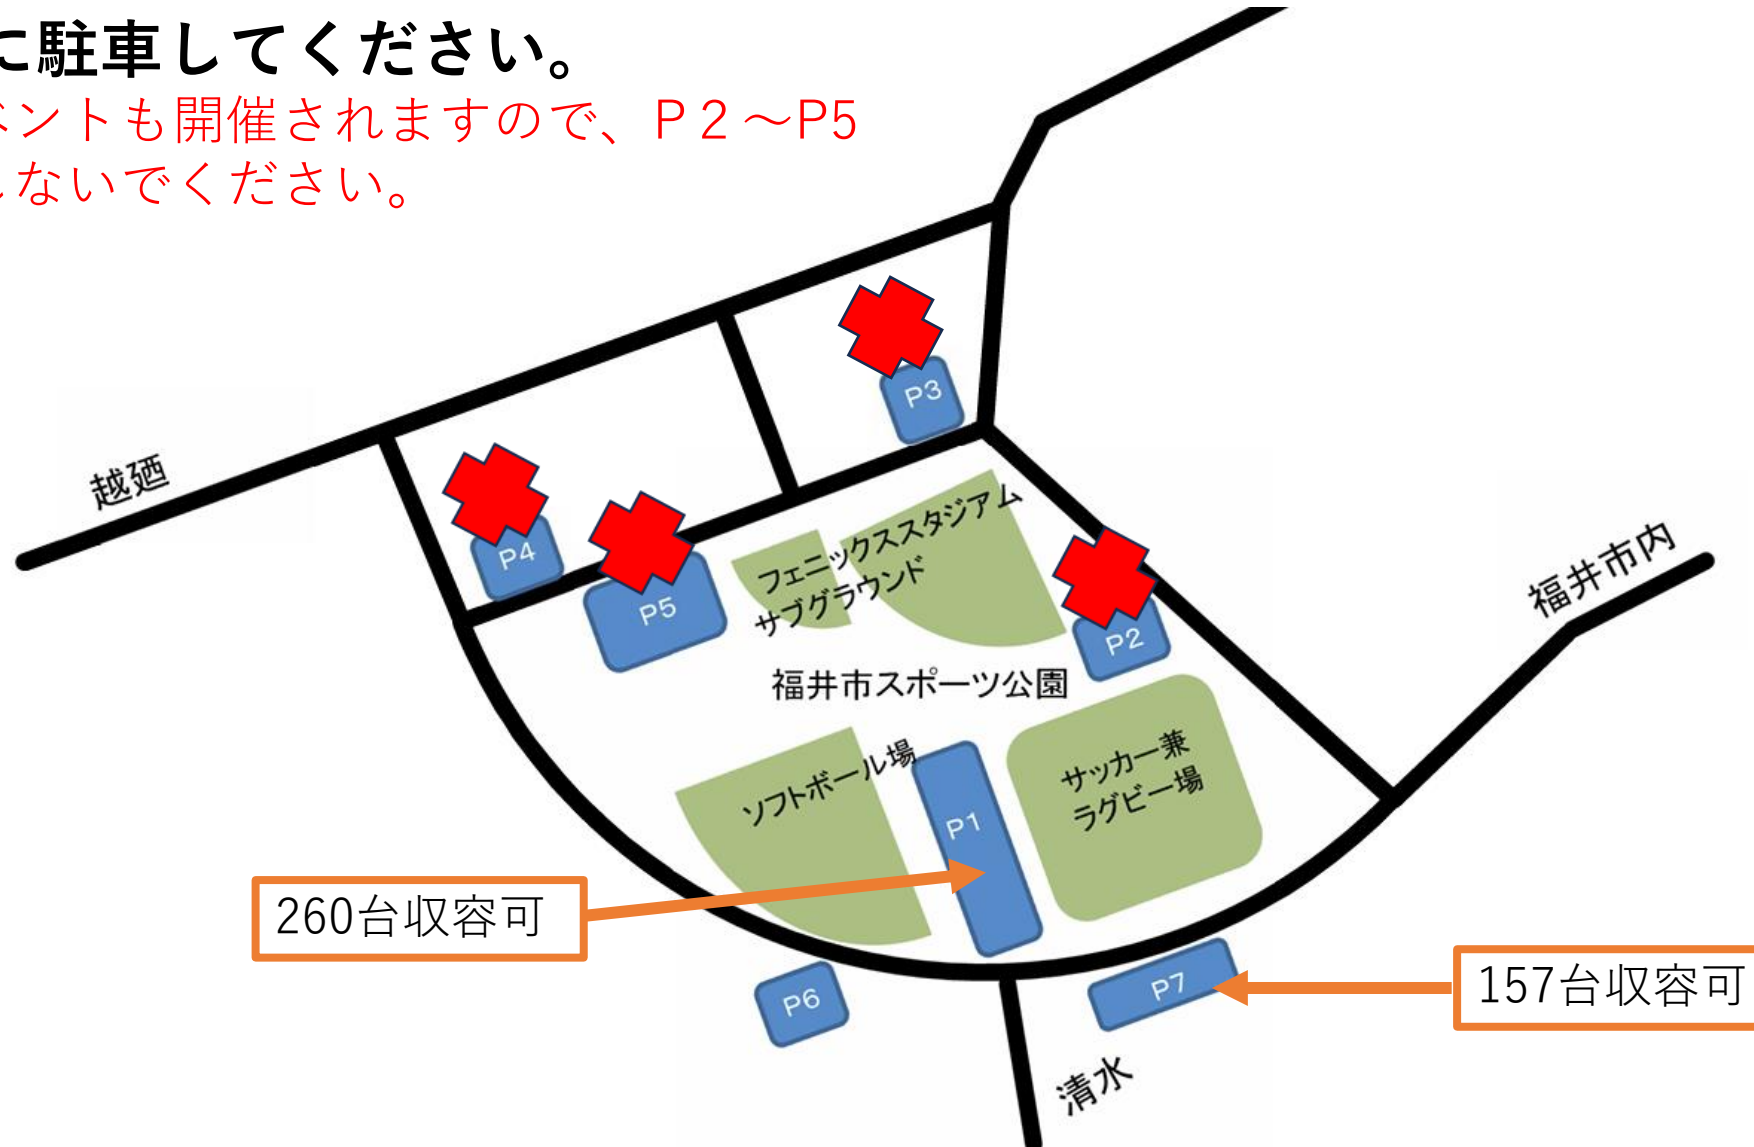 に駐車してください。
ベントも開催されますので、P２～P5
しないでください。
P3
越廼
P4
P5
フェニックススタジアム
サブグラウンド
P2
福井市内
福井市スポーツ公園
ソフトボール場
P1
サッカー兼
ラグビー場
260台収容可
P6
P7
157台収容可
清水